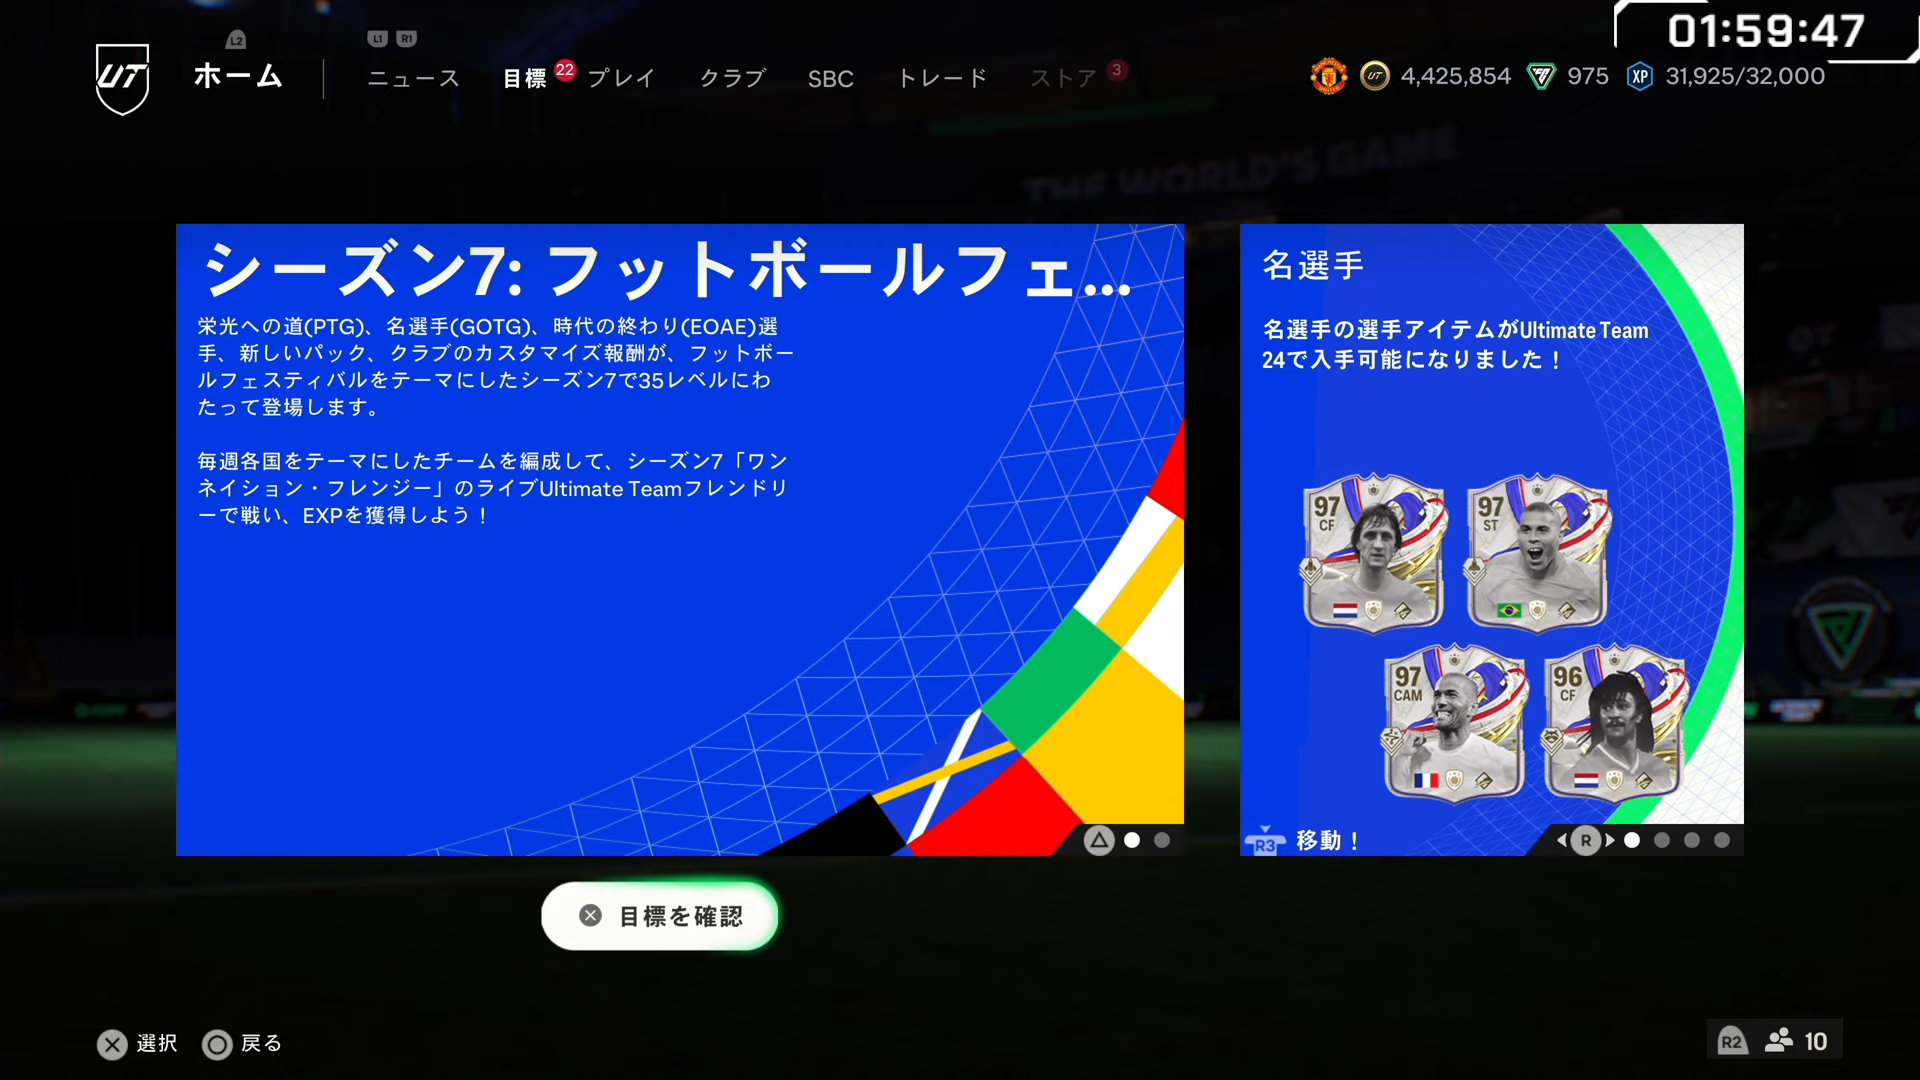 01:59:47
L2
L1 R1
UT ホーム ニュース 目標 22 プレイ クラブ SBC トレード ストア 3
UT 4,425,854 975 XP 31,925/32,000
THE WORLD'S GAME
シーズン7: フットボールフェ...
栄光への道(PTG)、名選手(GOTG)、時代の終わり(EOAE)選
手、新しいパック、クラブのカスタマイズ報酬が、フットボー
ルフェスティバルをテーマにしたシーズン7で35レベルにわ
たって登場します。
毎週各国をテーマにしたチームを編成して、シーズン7「ワン
ネイション・フレンジー」のライブUltimate Teamフレンドリ
ーで戦い、EXPを獲得しよう！
名選手
名選手の選手アイテムがUltimate Team
24で入手可能になりました！
97
CF
97
ST
97
CAM
96
CF
R3 移動！
R
目標を確認
選択 戻る
R2 10